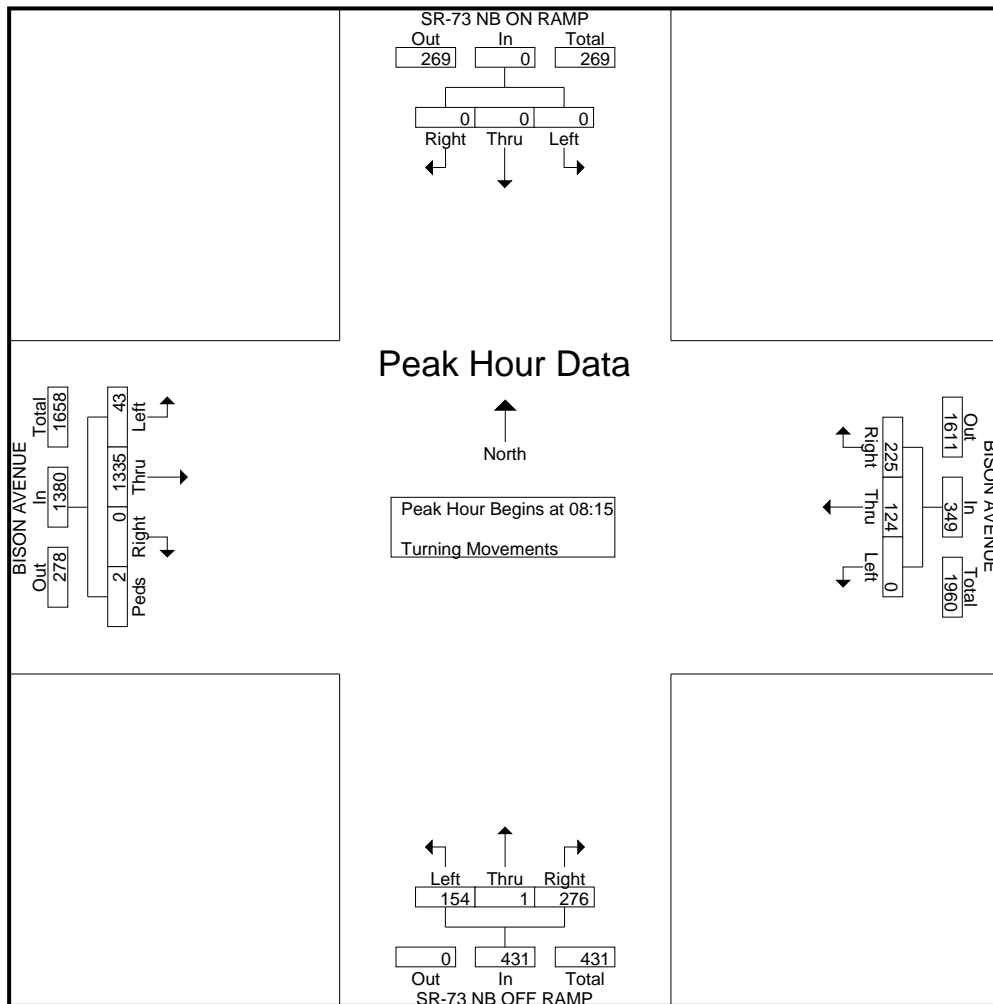 SR-73 NB ON RAMP
Out In Total
269 0 269
0 0 0
Right Thru Left
Peak Hour Data
North
Peak Hour Begins at 08:15
Turning Movements
BISON AVENUE
Total In Out
1658 1380 278
43 1335 0 2
Left Thru Right Peds
Right Thru Left
225 124 0
1611 349 1960
Out In Total
BISON AVENUE
Left Thru Right
154 1 276
0 431 431
Out In Total
SR-73 NB OFF RAMP